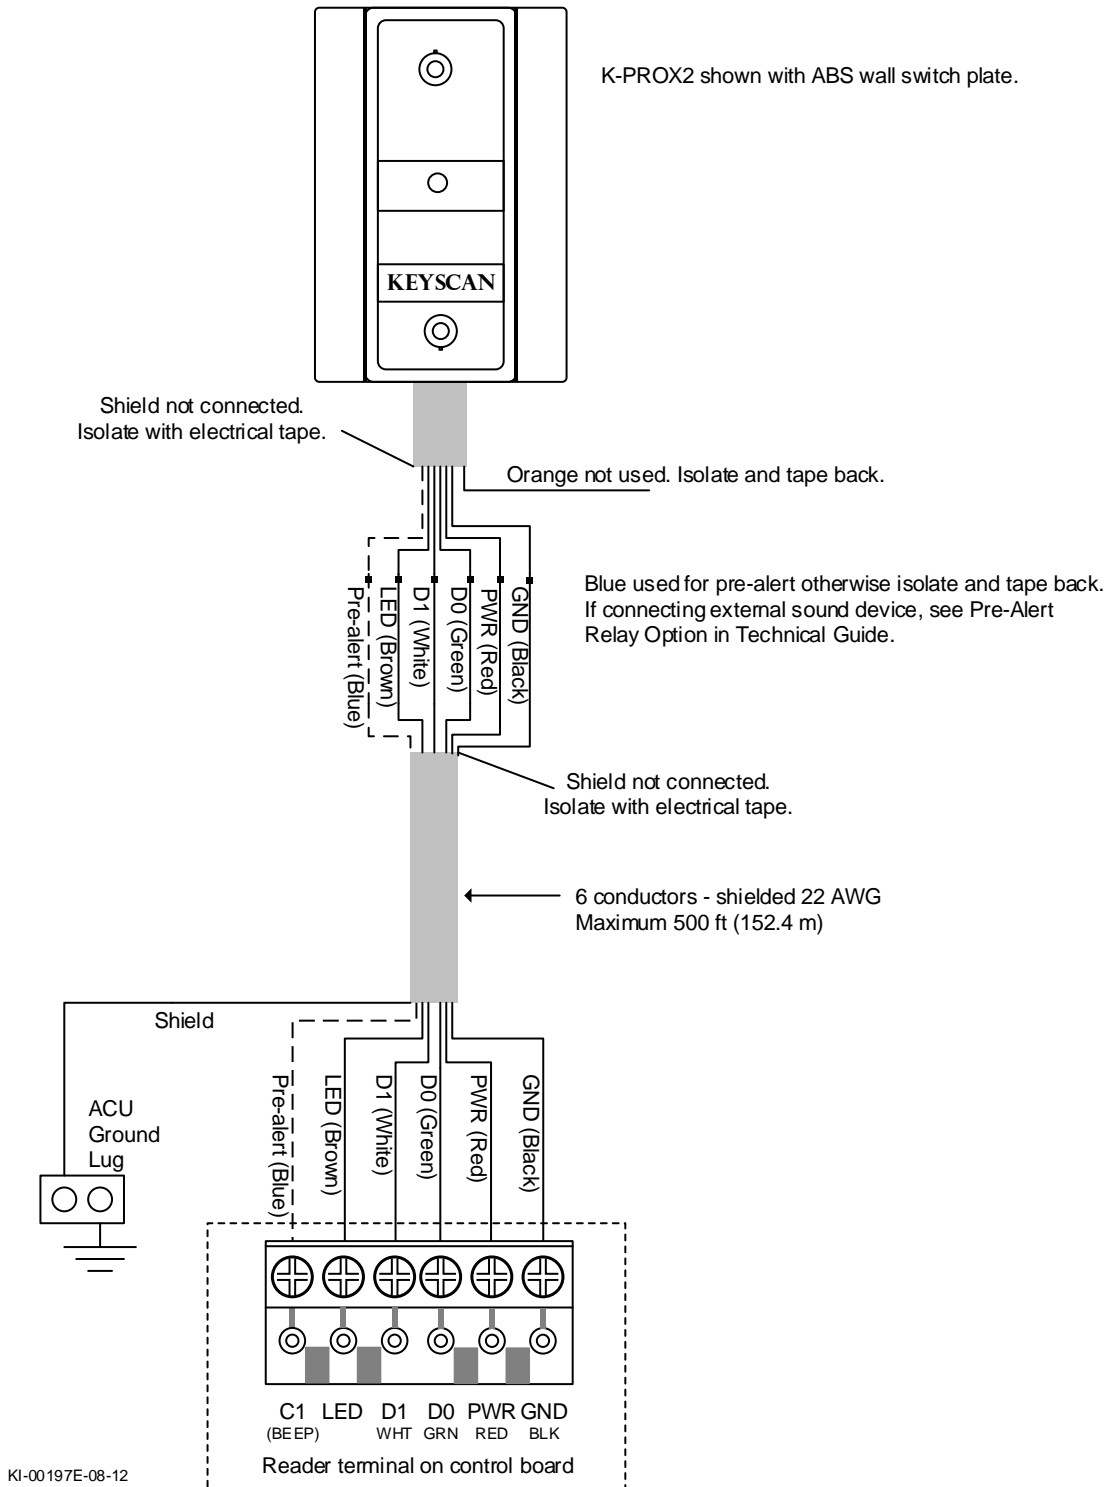 K-PROX2 shown with ABS wall switch plate.
KEYSCAN
Shield not connected.
Isolate with electrical tape.
Orange not used. Isolate and tape back.
Pre-alert (Blue)
LED (Brown)
D1 (White)
D0 (Green)
PWR (Red)
GND (Black)
Blue used for pre-alert otherwise isolate and tape back.
If connecting external sound device, see Pre-Alert
Relay Option in Technical Guide.
Shield not connected.
Isolate with electrical tape.
6 conductors - shielded 22 AWG
Maximum 500 ft (152.4 m)
Shield
ACU
Ground
Lug
Pre-alert (Blue)
LED (Brown)
D1 (White)
D0 (Green)
PWR (Red)
GND (Black)
C1 LED D1 D0 PWR GND
(BEEP) WHT GRN RED BLK
Reader terminal on control board
KI-00197E-08-12